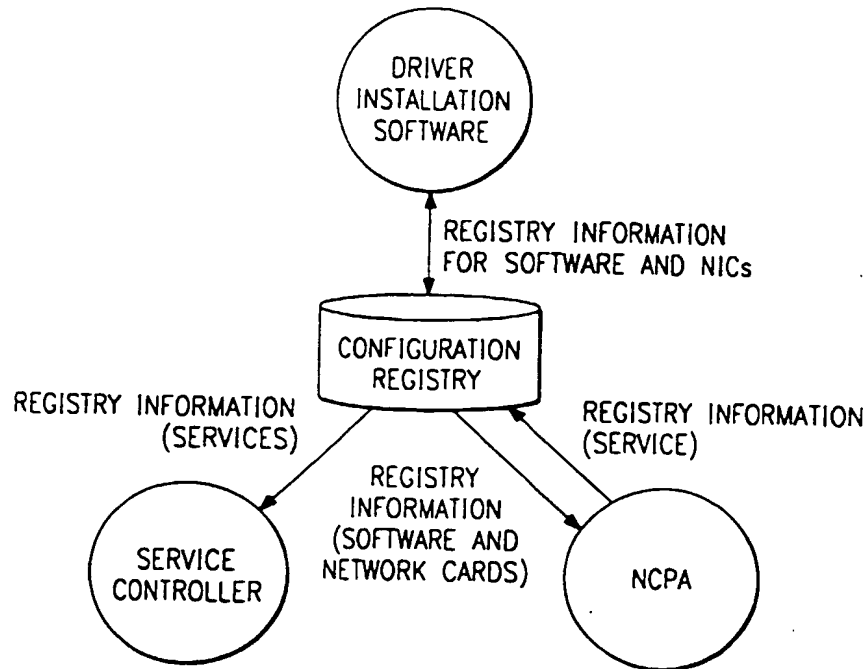 DRIVER
INSTALLATION
SOFTWARE
REGISTRY INFORMATION
FOR SOFTWARE AND NICs
CONFIGURATION
REGISTRY
REGISTRY INFORMATION
(SERVICES)
REGISTRY INFORMATION
(SERVICE)
REGISTRY
INFORMATION
(SOFTWARE AND
NETWORK CARDS)
SERVICE
CONTROLLER
NCPA